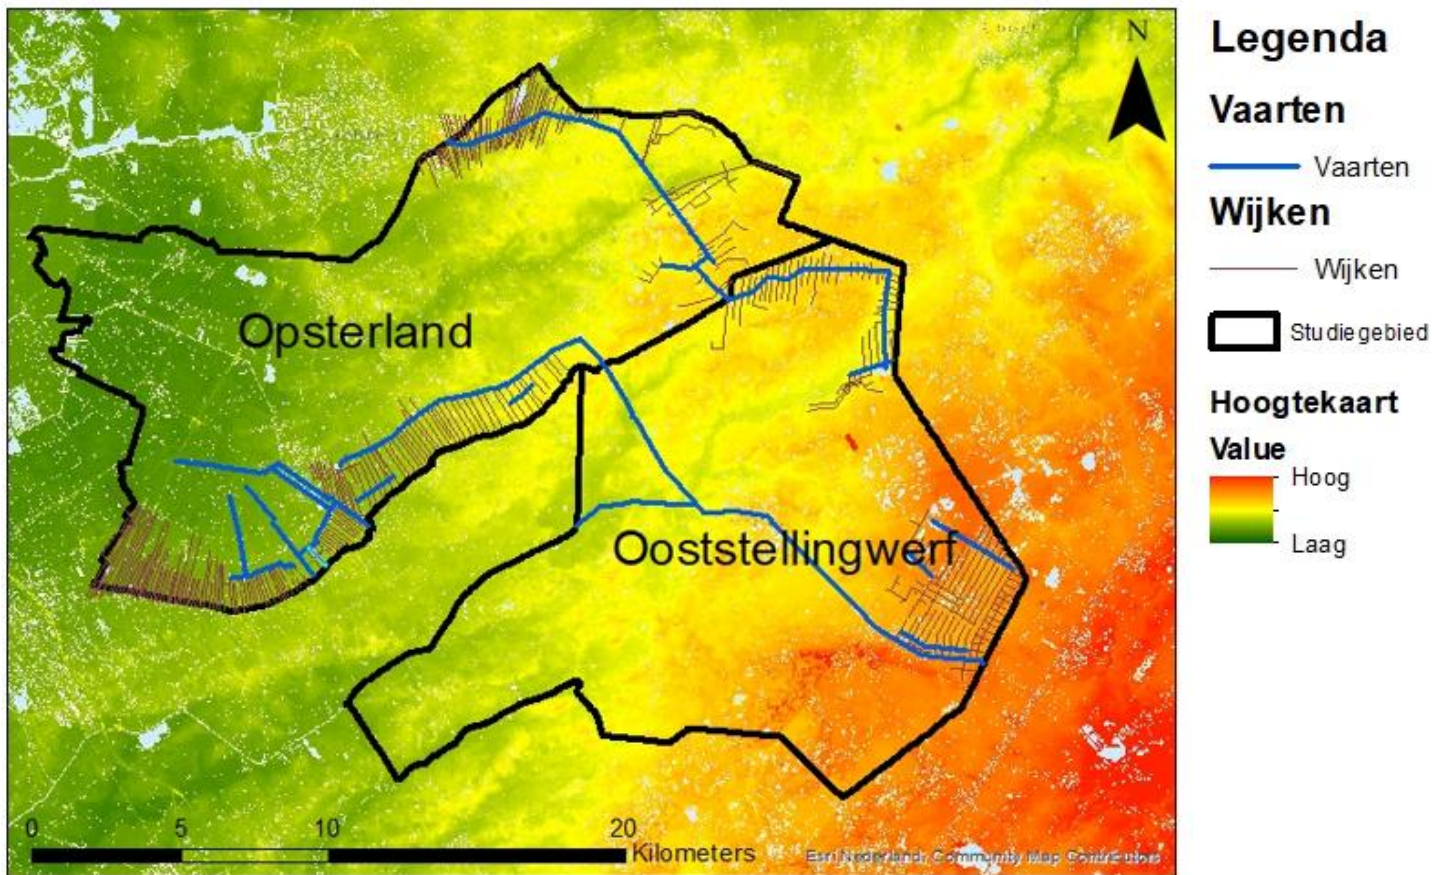 N
Opsterland
Ooststellingwerf
0 5 10 20
Kilometers
Esri Nederland, Community Map Contributors
Legenda
Vaarten
Vaarten
Wijken
Wijken
Studiegebied
Hoogtekaart
Value
Hoog
Laag